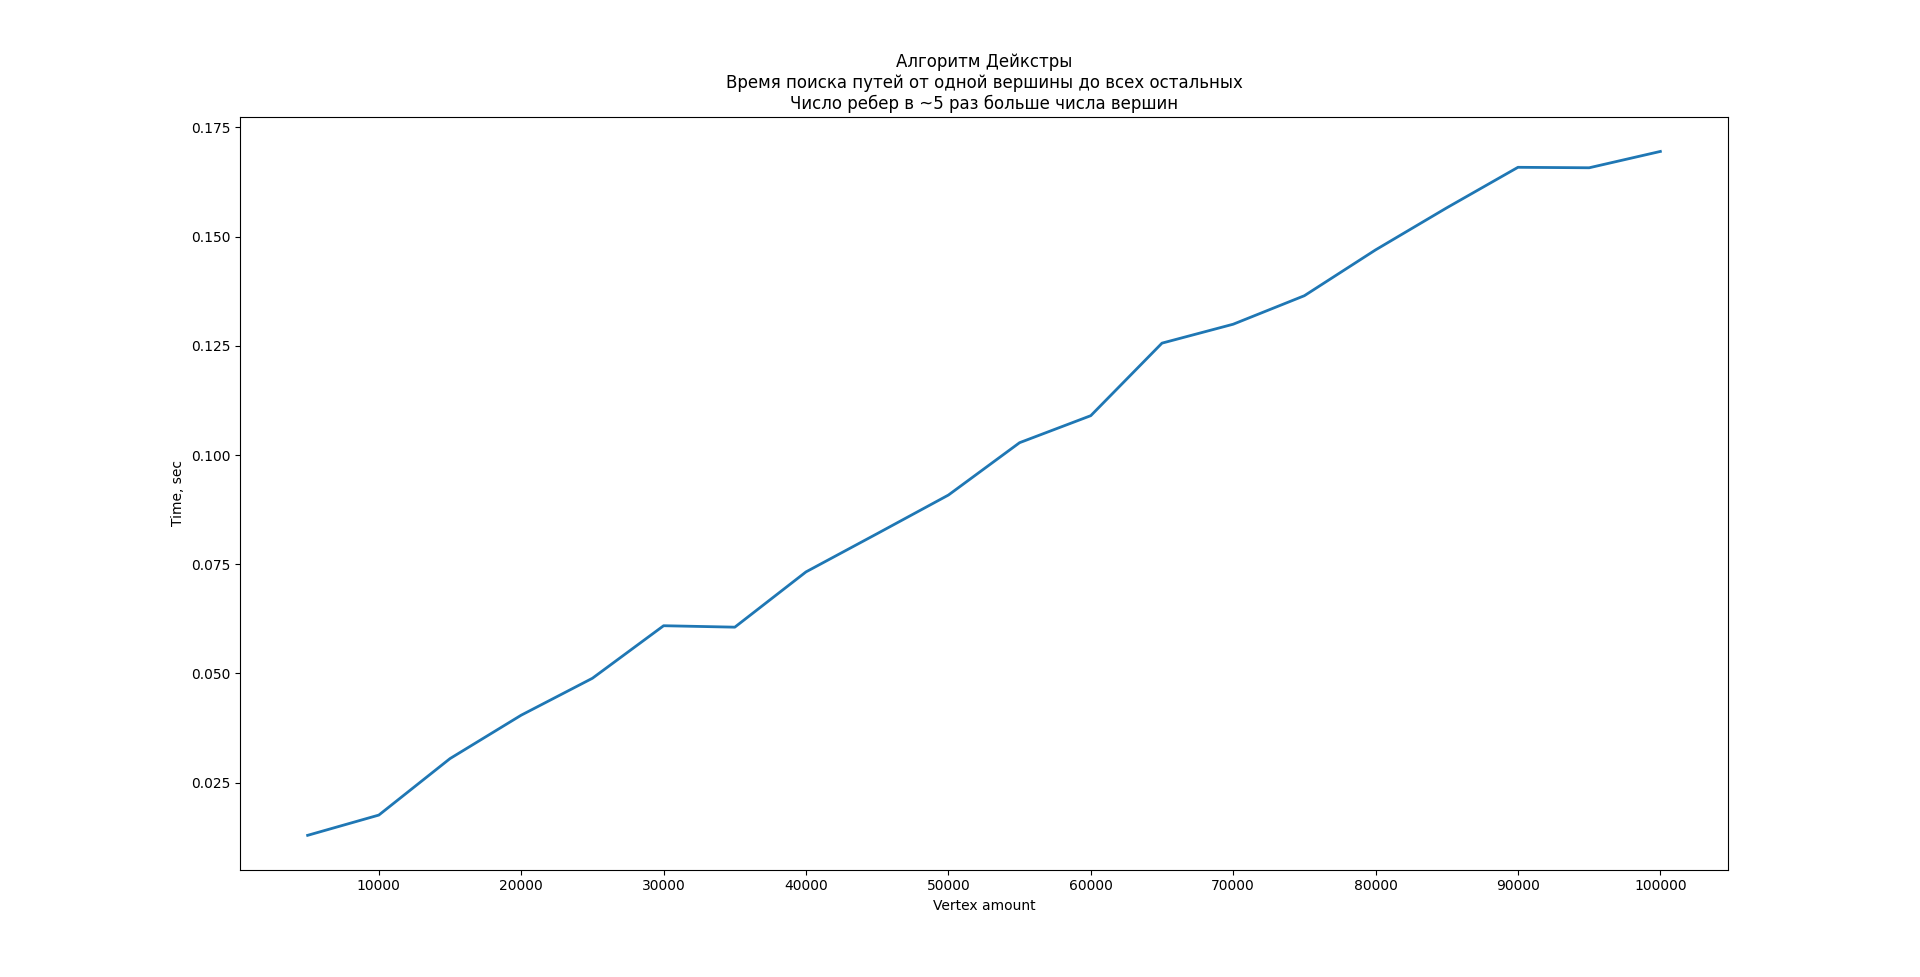 Алгоритм Дейкстры
Время поиска путей от одной вершины до всех остальных
Число ребер в ~5 раз больше числа вершин
0.175
0.150
0.125
0.100
0.075
0.050
0.025
Time, sec
10000 20000 30000 40000 50000 60000 70000 80000 90000 100000
Vertex amount